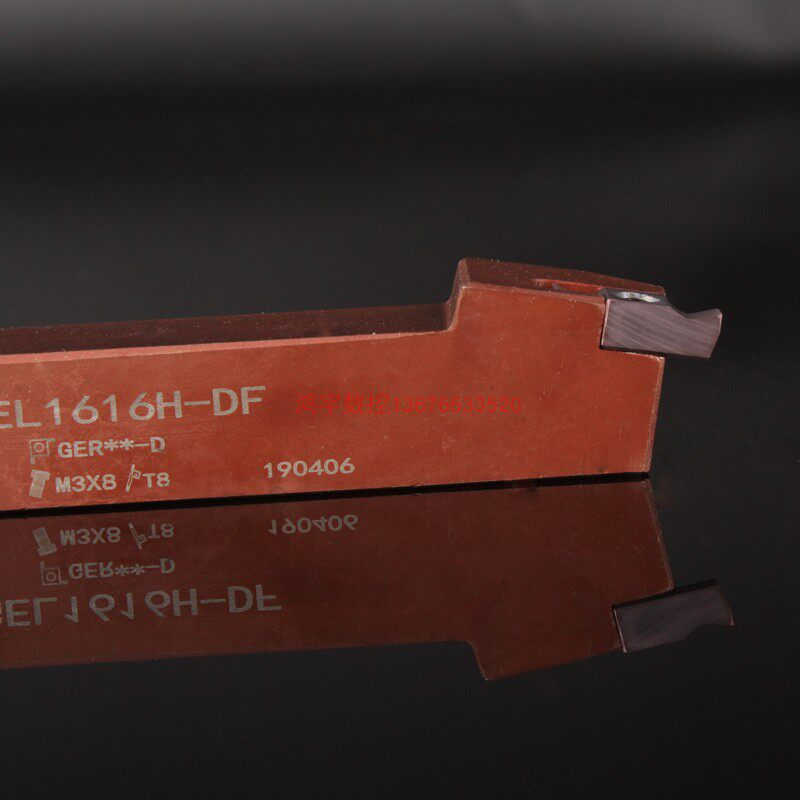 EL1616H-DF
GER**-D
M3X8 T8
190406